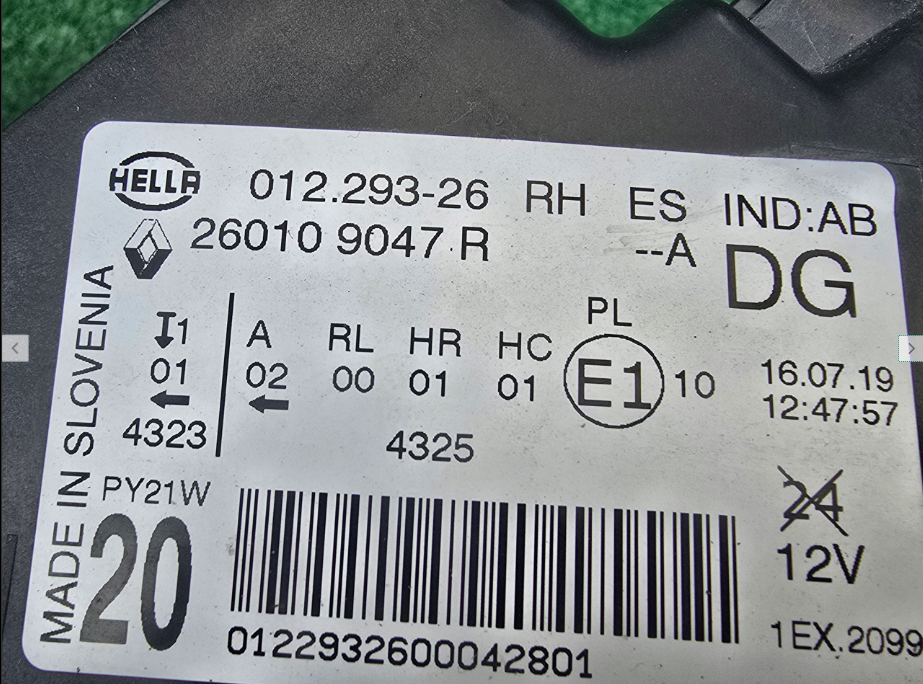 HELLA 012.293-26 RH ES IND:AB
26010 9047 R --A DG
MADE IN SLOVENIA
1 A RL HR HC PL
01 02 00 01 01 E1 10 16.07.19
12:47:57
4323 4325
PY21W
20
24
12V
0122932600042801
1EX.2099